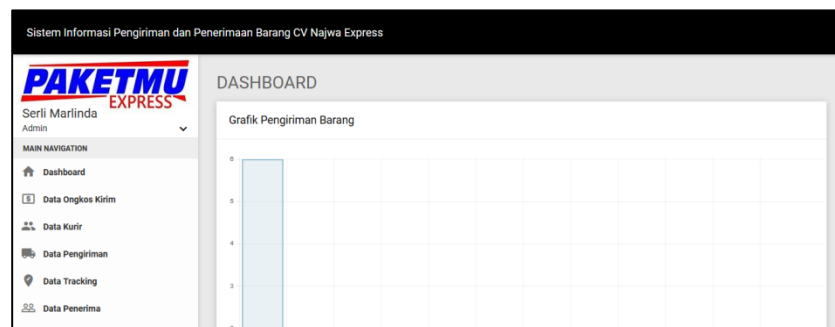 Sistem Informasi Pengiriman dan Penerimaan Barang CV Najwa Express
PAKETMU
EXPRESS
Serli Marlinda
Admin
MAIN NAVIGATION
Dashboard
Data Ongkos Kirim
Data Kurir
Data Pengiriman
Data Tracking
Data Penerima
DASHBOARD
Grafik Pengiriman Barang
6
5
4
3